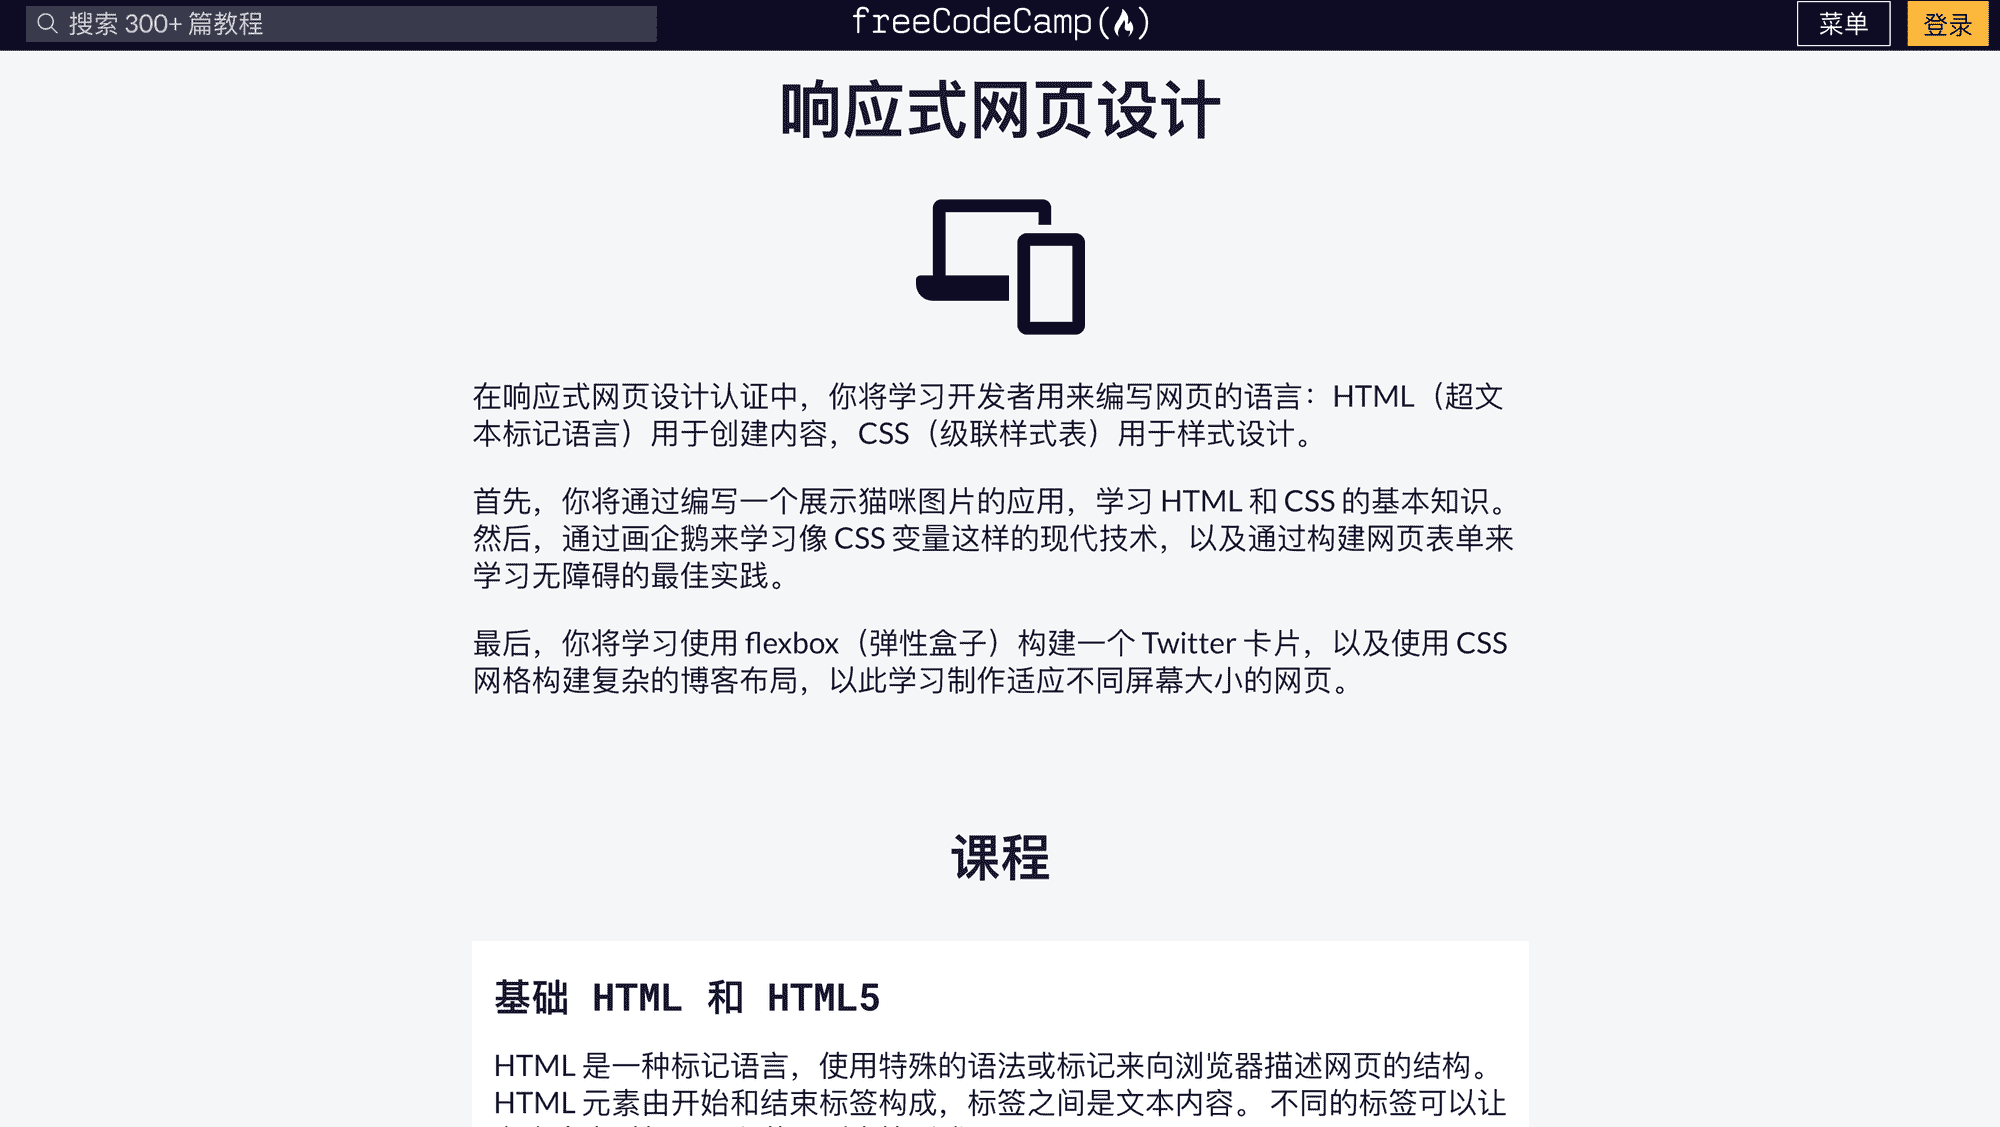 搜索 300+ 篇教程
freeCodeCamp
菜单
登录
响应式网页设计
在响应式网页设计认证中，你将学习开发者用来编写网页的语言：HTML（超文
本标记语言）用于创建内容，CSS（级联样式表）用于样式设计。
首先，你将通过编写一个展示猫咪图片的应用，学习 HTML 和 CSS 的基本知识。
然后，通过画企鹅来学习像 CSS 变量这样的现代技术，以及通过构建网页表单来
学习无障碍的最佳实践。
最后，你将学习使用 flexbox（弹性盒子）构建一个 Twitter 卡片，以及使用 CSS
网格构建复杂的博客布局，以此学习制作适应不同屏幕大小的网页。
课程
基础 HTML 和 HTML5
HTML 是一种标记语言，使用特殊的语法或标记来向浏览器描述网页的结构。
HTML 元素由开始和结束标签构成，标签之间是文本内容。 不同的标签可以让